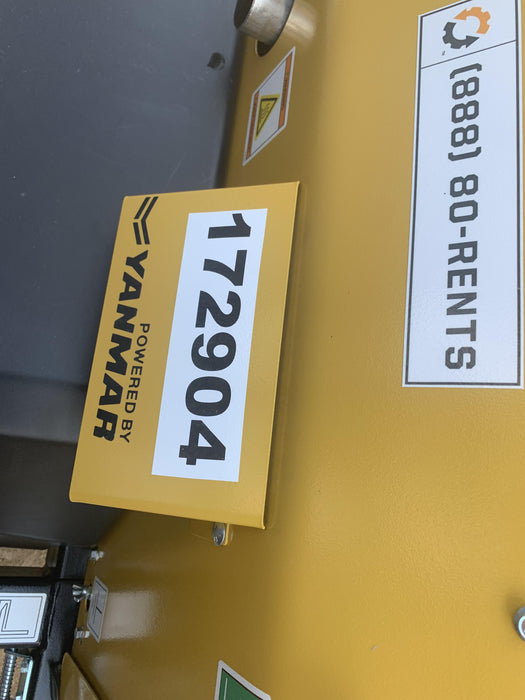 (888) 80-RENTS
172904
POWERED BY
YANMAR